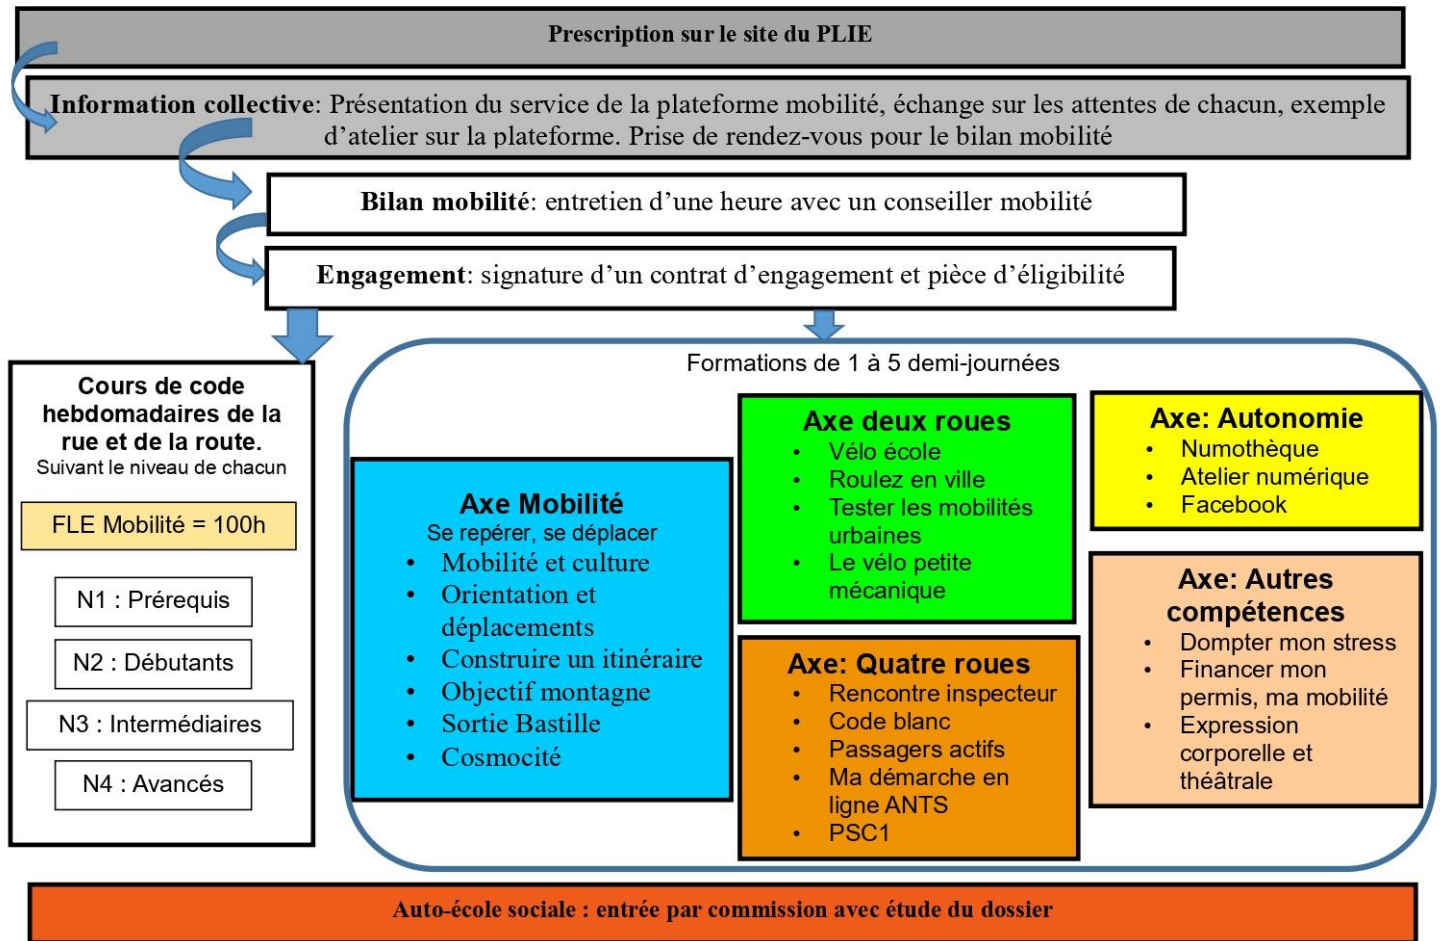 Prescription sur le site du PLIE
Information collective: Présentation du service de la plateforme mobilité, échange sur les attentes de chacun, exemple
d’atelier sur la plateforme. Prise de rendez-vous pour le bilan mobilité
Bilan mobilité: entretien d’une heure avec un conseiller mobilité
Engagement: signature d’un contrat d’engagement et pièce d’éligibilité
Cours de code
hebdomadaires de la
rue et de la route.
Suivant le niveau de chacun
FLE Mobilité = 100h
N1 : Prérequis
N2 : Débutants
N3 : Intermédiaires
N4 : Avancés
Formations de 1 à 5 demi-journées
Axe Mobilité
Se repérer, se déplacer
• Mobilité et culture
• Orientation et
déplacements
• Construire un itinéraire
• Objectif montagne
• Sortie Bastille
• Cosmocité
Axe deux roues
• Vélo école
• Roulez en ville
• Tester les mobilités
urbaines
• Le vélo petite
mécanique
Axe: Quatre roues
• Rencontre inspecteur
• Code blanc
• Passagers actifs
• Ma démarche en
ligne ANTS
• PSC1
Axe: Autonomie
• Numothèque
• Atelier numérique
• Facebook
Axe: Autres
compétences
• Dompter mon stress
• Financer mon
permis, ma mobilité
• Expression
corporelle et
théâtrale
Auto-école sociale : entrée par commission avec étude du dossier